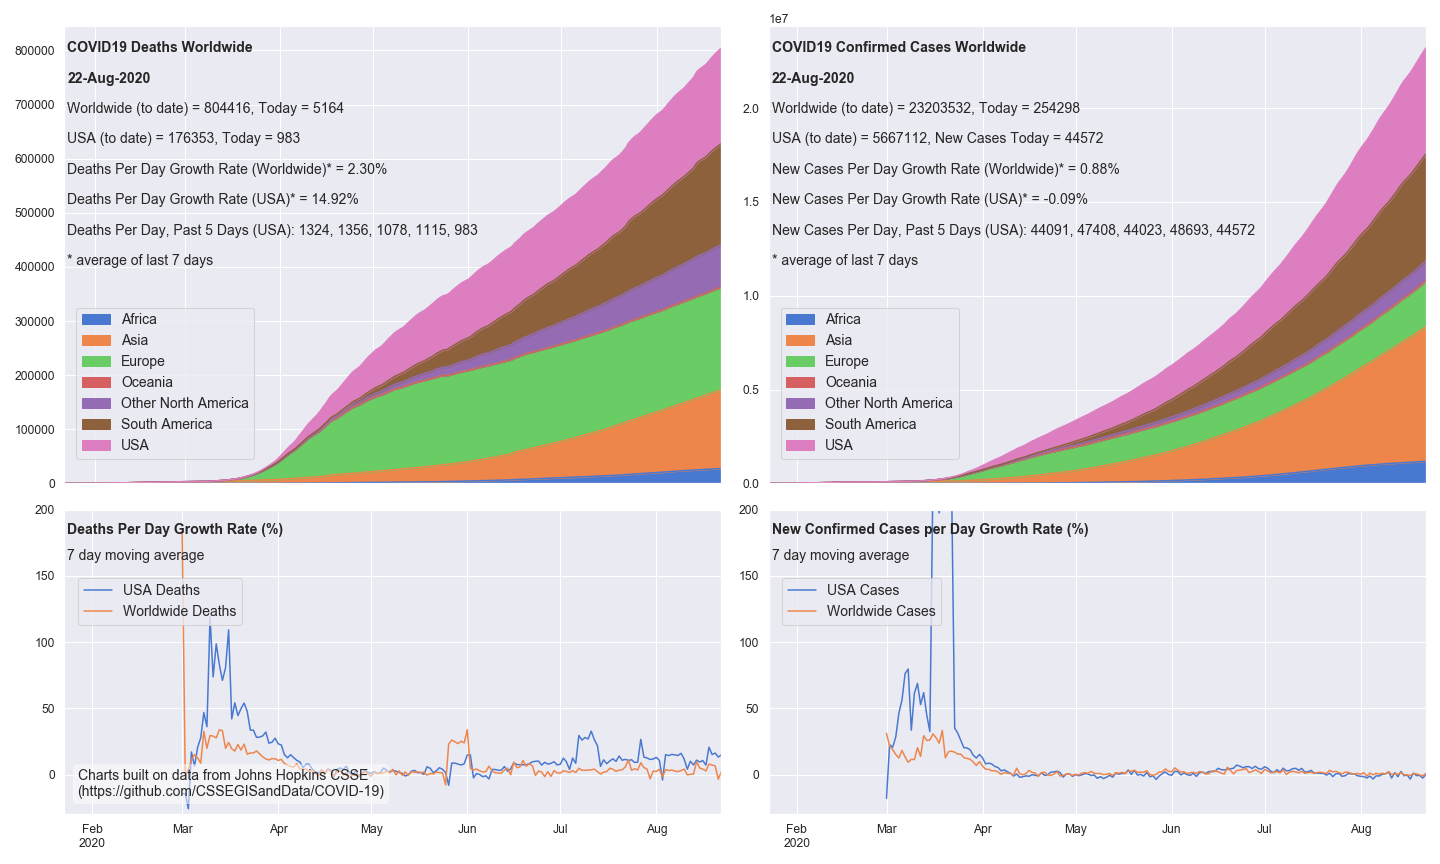 COVID19 Deaths Worldwide
22-Aug-2020
Worldwide (to date) = 804416, Today = 5164
USA (to date) = 176353, Today = 983
Deaths Per Day Growth Rate (Worldwide)* = 2.30%
Deaths Per Day Growth Rate (USA)* = 14.92%
Deaths Per Day, Past 5 Days (USA): 1324, 1356, 1078, 1115, 983
* average of last 7 days
800000
700000
600000
500000
400000
300000
200000
100000
0
Africa
Asia
Europe
Oceania
Other North America
South America
USA
1e7
COVID19 Confirmed Cases Worldwide
22-Aug-2020
Worldwide (to date) = 23203532, Today = 254298
USA (to date) = 5667112, New Cases Today = 44572
New Cases Per Day Growth Rate (Worldwide)* = 0.88%
New Cases Per Day Growth Rate (USA)* = -0.09%
New Cases Per Day, Past 5 Days (USA): 44091, 47408, 44023, 48693, 44572
* average of last 7 days
2.0
1.5
1.0
0.5
0.0
Africa
Asia
Europe
Oceania
Other North America
South America
USA
Deaths Per Day Growth Rate (%)
7 day moving average
USA Deaths
Worldwide Deaths
200
150
100
50
0
Charts built on data from Johns Hopkins CSSE
(https://github.com/CSSEGISandData/COVID-19)
Feb Mar Apr May Jun Jul Aug
2020
New Confirmed Cases per Day Growth Rate (%)
7 day moving average
USA Cases
Worldwide Cases
200
150
100
50
0
Feb Mar Apr May Jun Jul Aug
2020